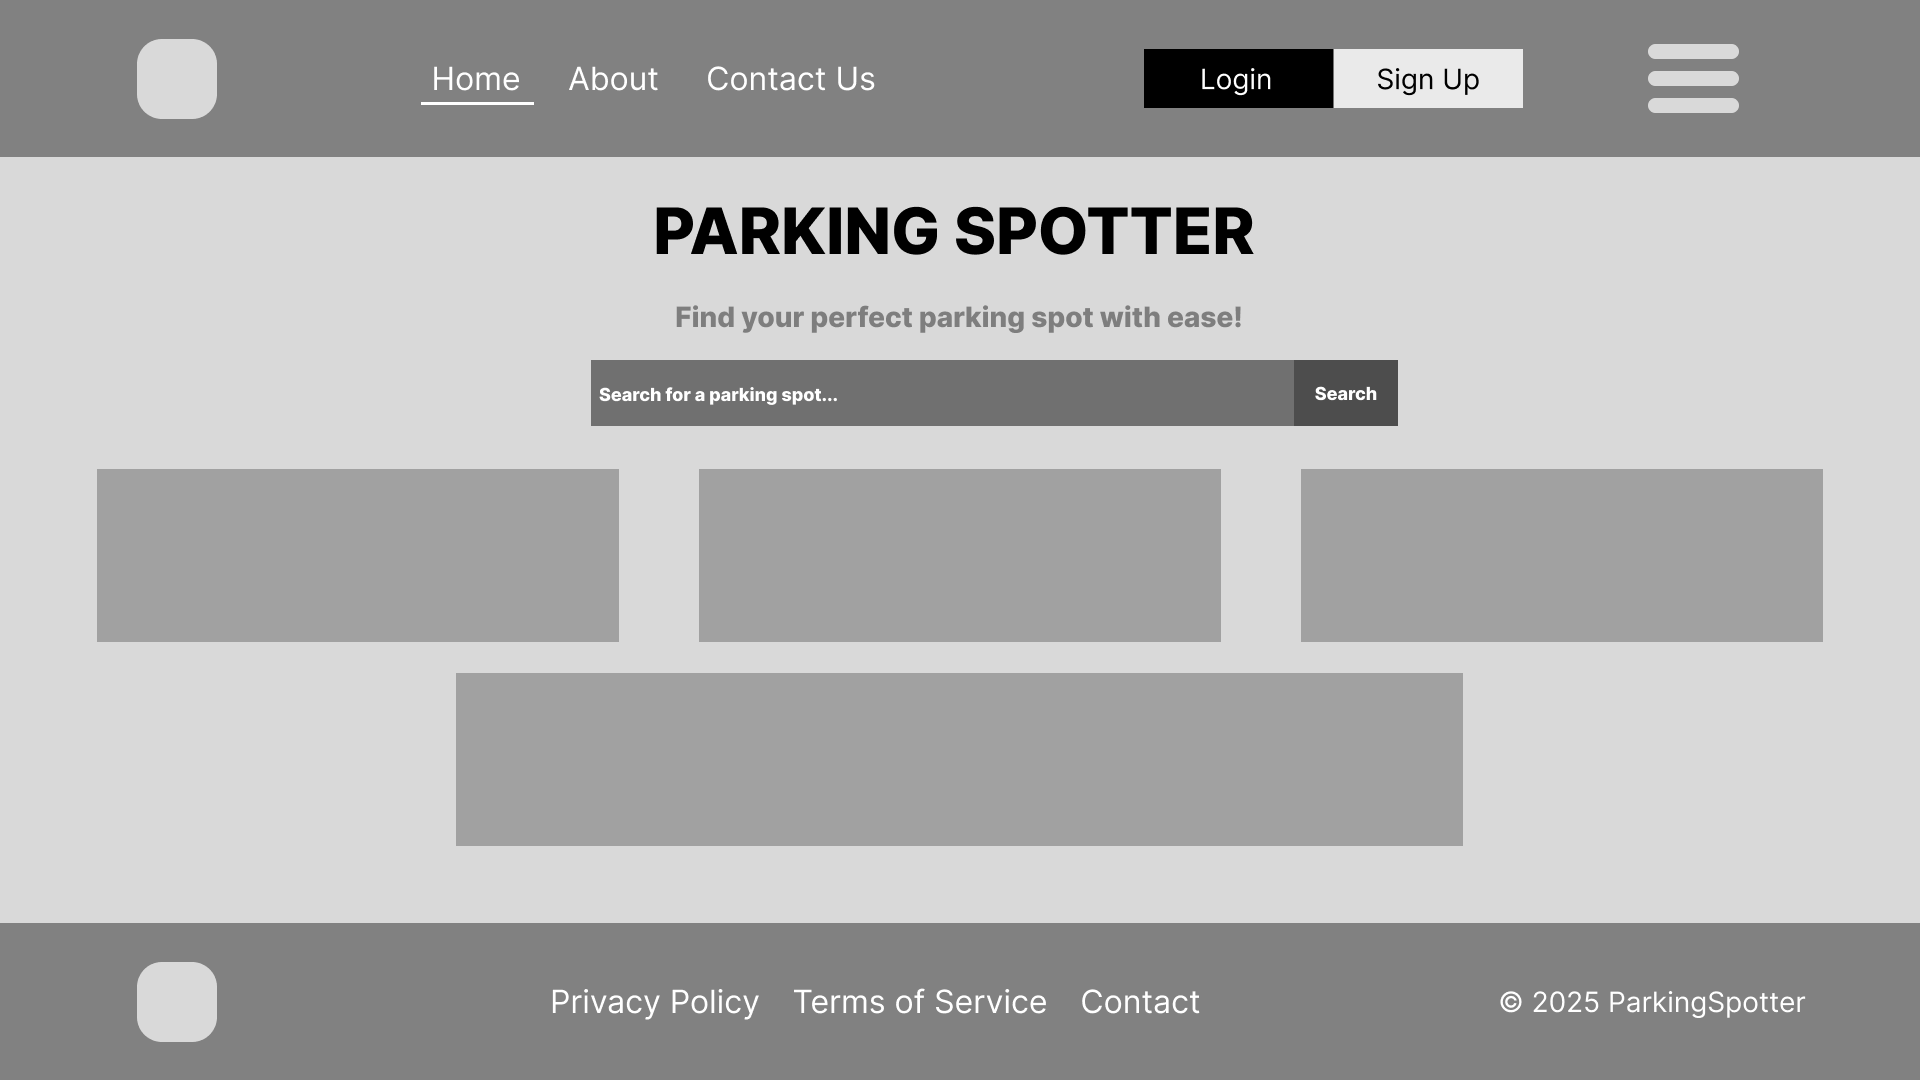 Home About Contact Us Login Sign Up
PARKING SPOTTER
Find your perfect parking spot with ease!
Search for a parking spot... Search
Privacy Policy Terms of Service Contact © 2025 ParkingSpotter